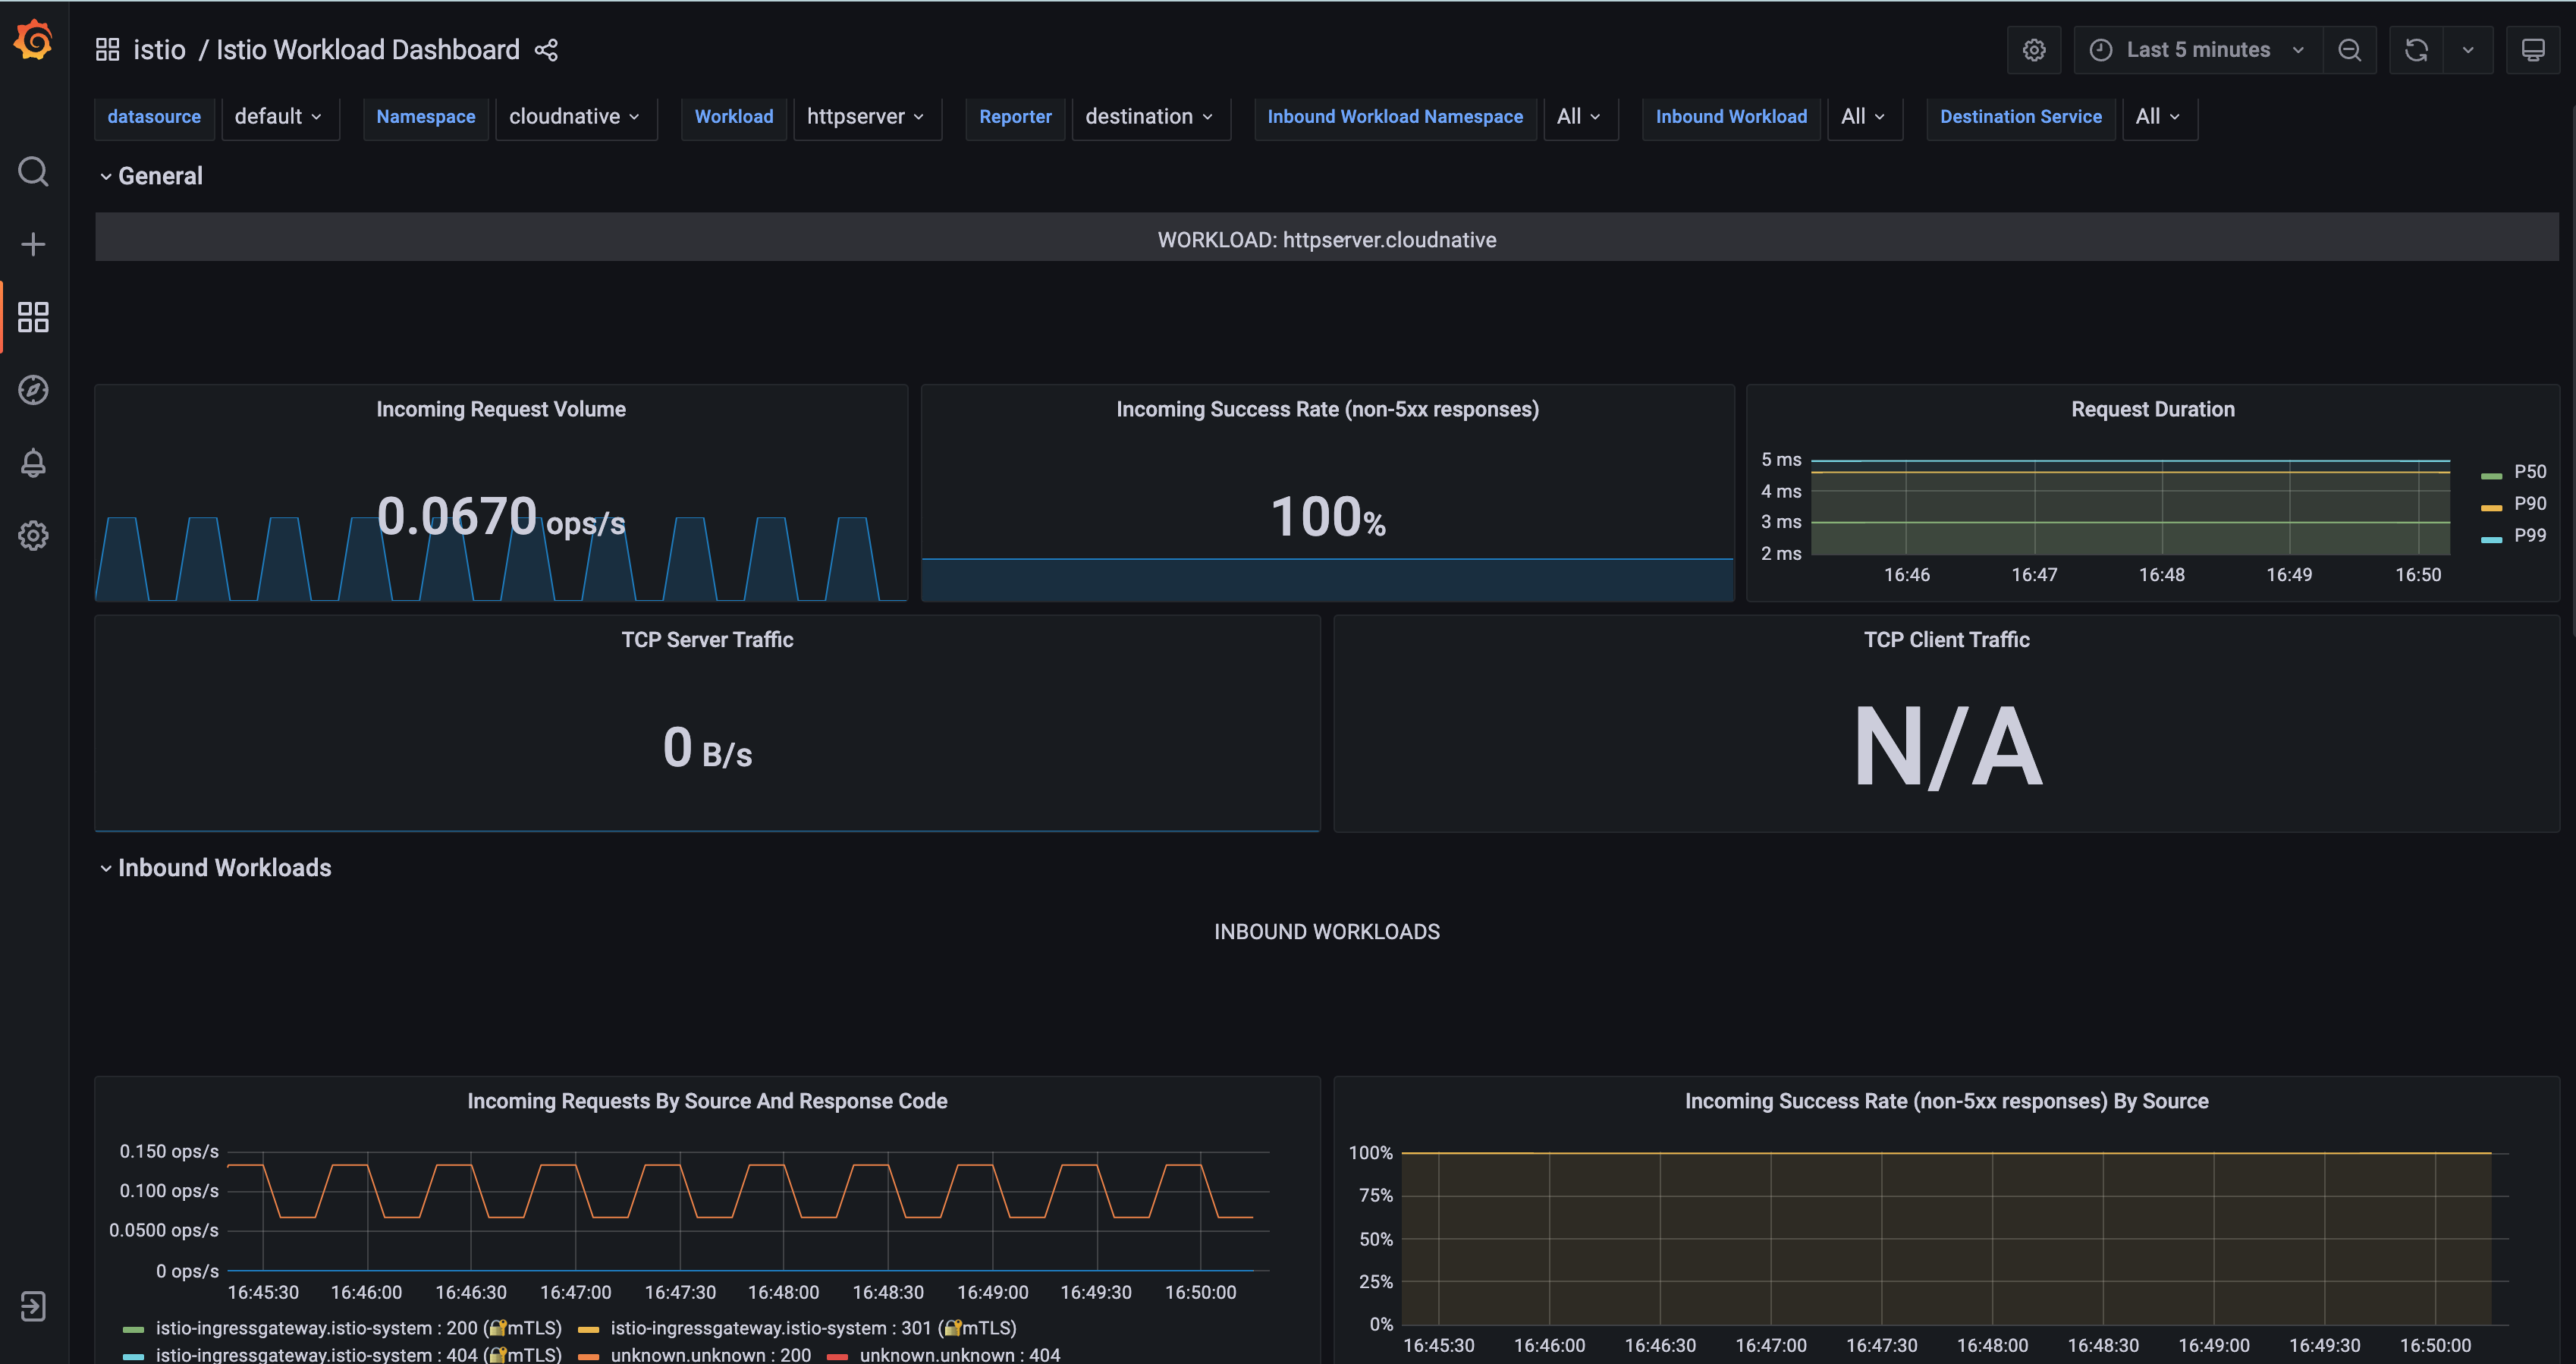 istio / Istio Workload Dashboard
Last 5 minutes
datasource default Namespace cloudnative Workload httpserver Reporter destination Inbound Workload Namespace All Inbound Workload All Destination Service All
General
WORKLOAD: httpserver.cloudnative
Incoming Request Volume
0.0670 ops/s
Incoming Success Rate (non-5xx responses)
100%
Request Duration
5 ms
4 ms
3 ms
2 ms
16:46 16:47 16:48 16:49 16:50
P50
P90
P99
TCP Server Traffic
0 B/s
TCP Client Traffic
N/A
Inbound Workloads
INBOUND WORKLOADS
Incoming Requests By Source And Response Code
0.150 ops/s
0.100 ops/s
0.0500 ops/s
0 ops/s
16:45:30 16:46:00 16:46:30 16:47:00 16:47:30 16:48:00 16:48:30 16:49:00 16:49:30 16:50:00
istio-ingressgateway.istio-system : 200 (🔐mTLS) istio-ingressgateway.istio-system : 301 (🔐mTLS)
istio-ingressgateway.istio-system : 404 (🔐mTLS) unknown.unknown : 200 unknown.unknown : 404
Incoming Success Rate (non-5xx responses) By Source
100%
75%
50%
25%
0%
16:45:30 16:46:00 16:46:30 16:47:00 16:47:30 16:48:00 16:48:30 16:49:00 16:49:30 16:50:00